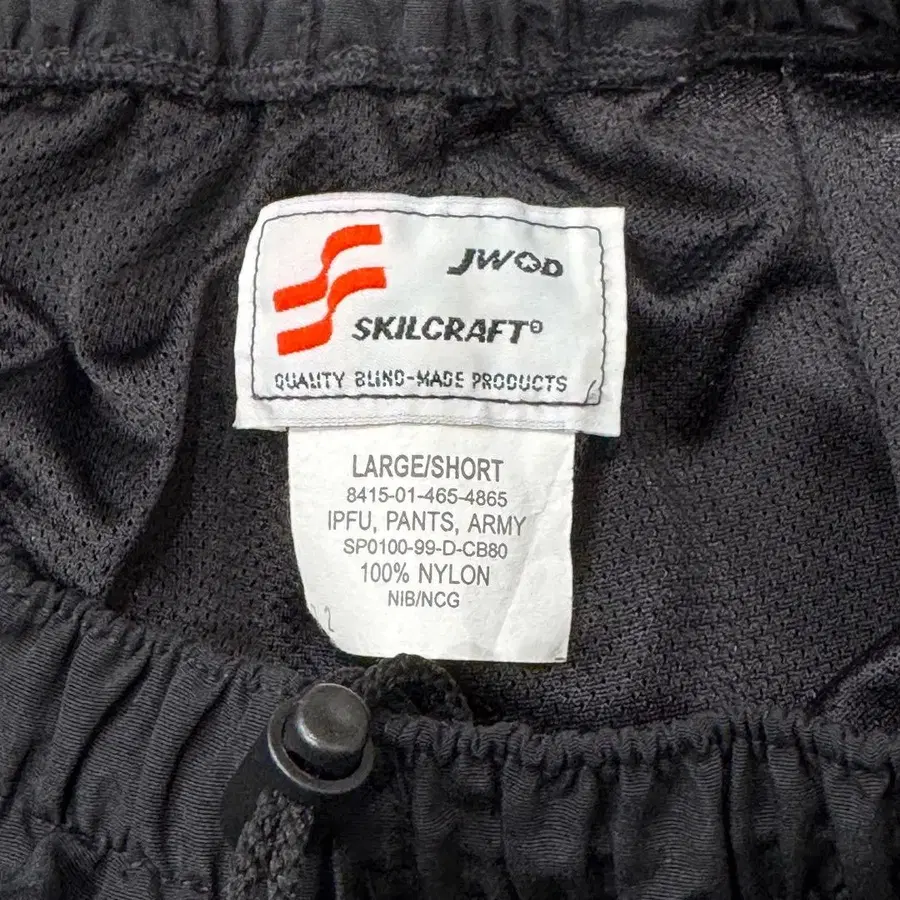 JWOD
SKILCRAFT®
QUALITY BLIND-MADE PRODUCTS
LARGE/SHORT
8415-01-465-4865
IPFU, PANTS, ARMY
SP0100-99-D-CB80
100% NYLON
NIB/NCG